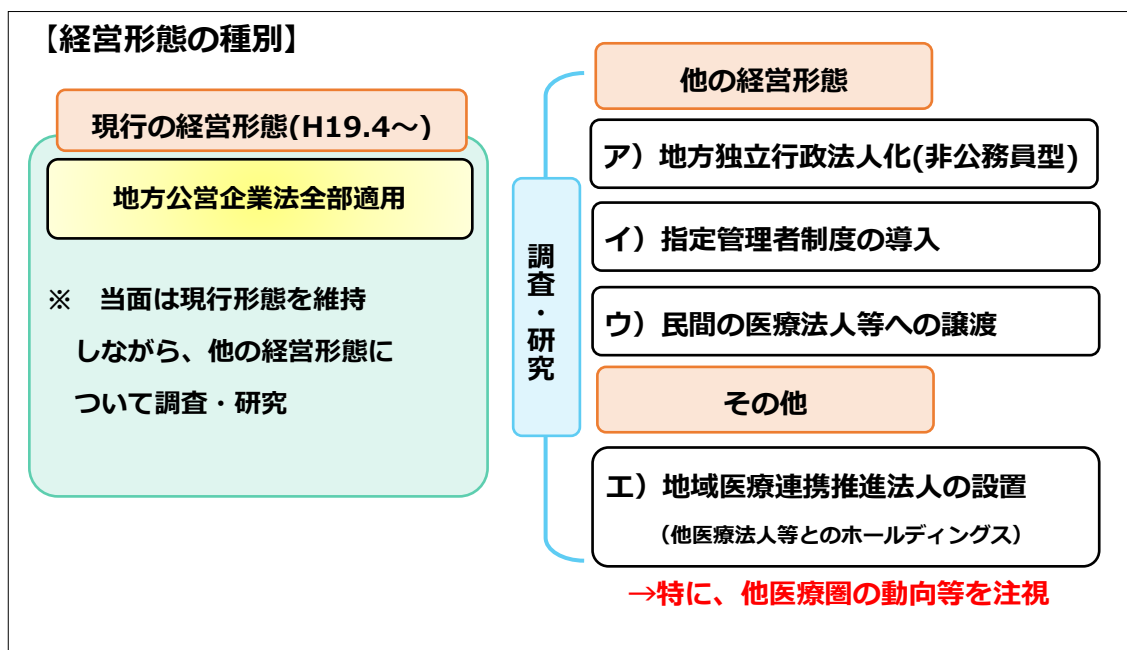 【経営形態の種別】
現行の経営形態(H19.4～)
地方公営企業法全部適用
※　当面は現行形態を維持
しながら、他の経営形態に
ついて調査・研究
調査・研究
他の経営形態
ア）地方独立行政法人化(非公務員型)
イ）指定管理者制度の導入
ウ）民間の医療法人等への譲渡
その他
エ）地域医療連携推進法人の設置
（他医療法人等とのホールディングス）
→特に、他医療圏の動向等を注視